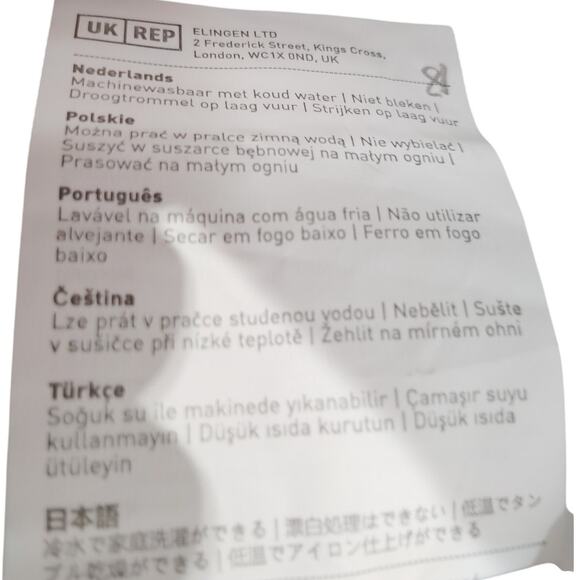 UK REP
ELINGEN LTD
2 Frederick Street, Kings Cross,
London, WC1X 0ND, UK
Nederlands
Machinewasbaar met koud water | Niet bleken |
Droogtrommel op laag vuur | Strijken op laag vuur
Polskie
Można prać w pralce zimną wodą | Nie wybielać |
Suszyć w suszarce bębnowej na małym ogniu |
Prasować na małym ogniu
Português
Lavável na máquina com água fria | Não utilizar
alvejante | Secar em fogo baixo | Ferro em fogo
baixo
Čeština
Lze prát v pračce studenou vodou | Nebělit | Sušte
v sušičce při nízké teplotě | Žehlit na mírném ohni
Türkçe
Soğuk su ile makinede yıkanabilir | Çamaşır suyu
kullanmayın | Düşük ısıda kurutun | Düşük ısıda
ütüleyin
日本語
冷水で家庭洗濯ができる | 漂白処理はできない | 低温でタン
ブル乾燥ができる | 低温でアイロン仕上げができる